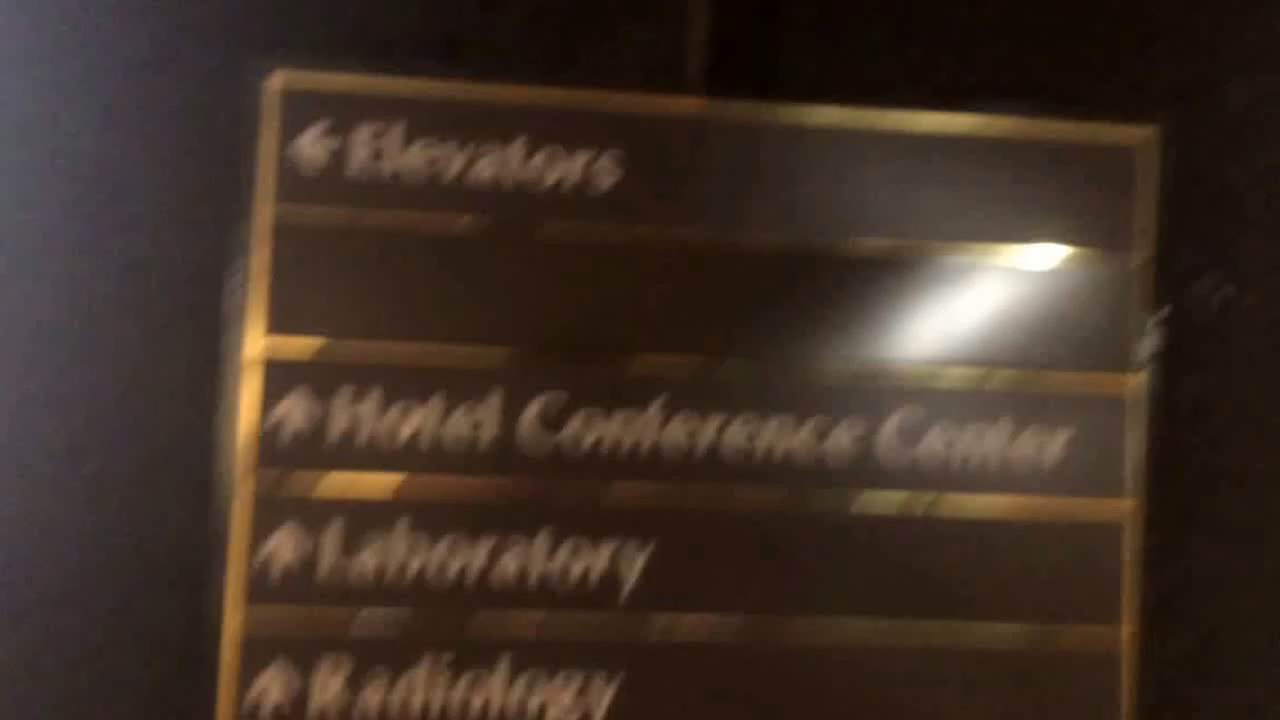 ← Elevators
↑ Hotel Conference Center
↑ Laboratory
↑ Radiology